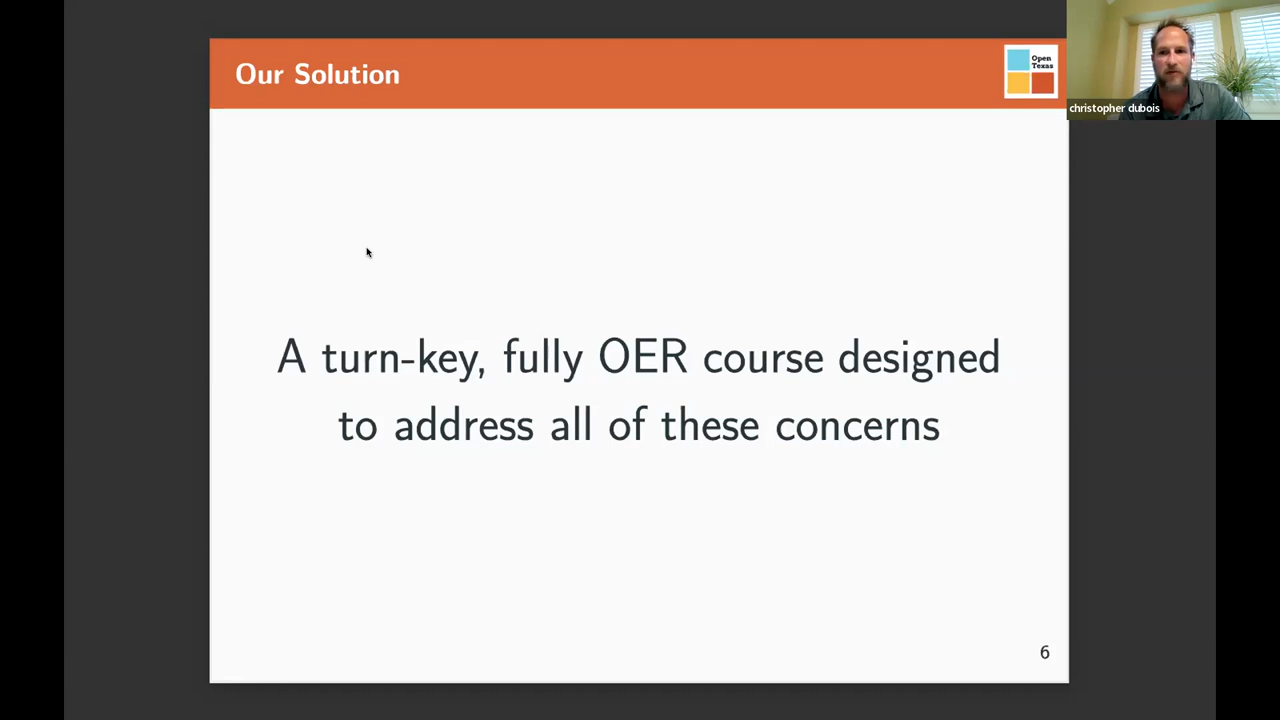 Our Solution
Open
Texas
christopher dubois
A turn-key, fully OER course designed
to address all of these concerns
6